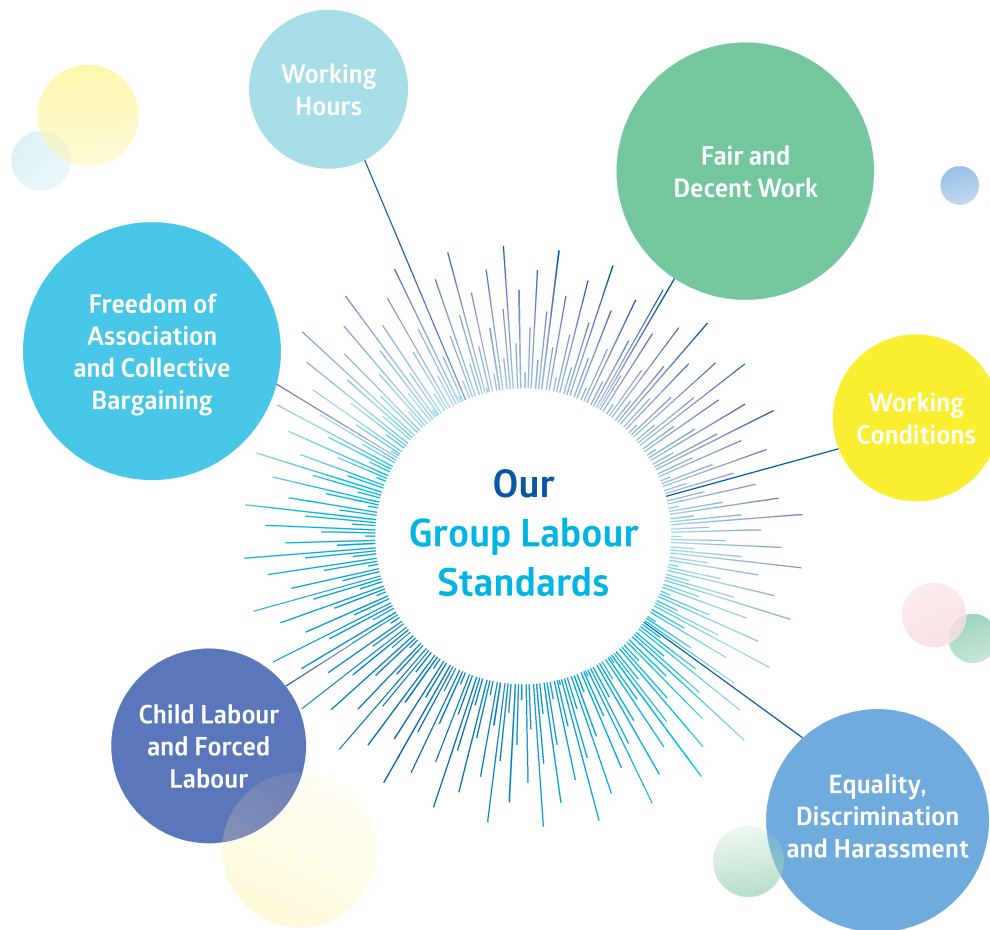 Working
Hours
Fair and
Decent Work
Freedom of
Association
and Collective
Bargaining
Working
Conditions
Our
Group Labour
Standards
Child Labour
and Forced
Labour
Equality,
Discrimination
and Harassment